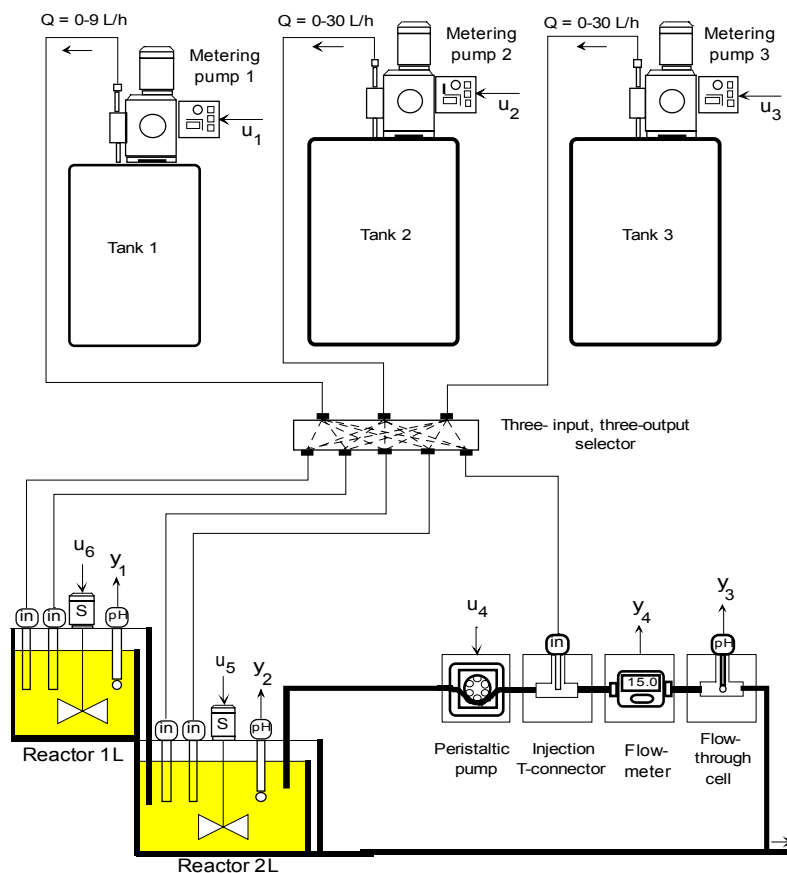 Q = 0-9 L/h
Q = 0-30 L/h
Q = 0-30 L/h
Metering
pump 1
Metering
pump 2
Metering
pump 3
u1
u2
u3
Tank 1
Tank 2
Tank 3
Three- input, three-output
selector
u6
y1
in
in
S
pH
u5
y2
in
in
S
pH
u4
in
y4
15.0
y3
pH
Reactor 1L
Peristaltic
pump
Injection
T-connector
Flow-
meter
Flow-
through
cell
Reactor 2L